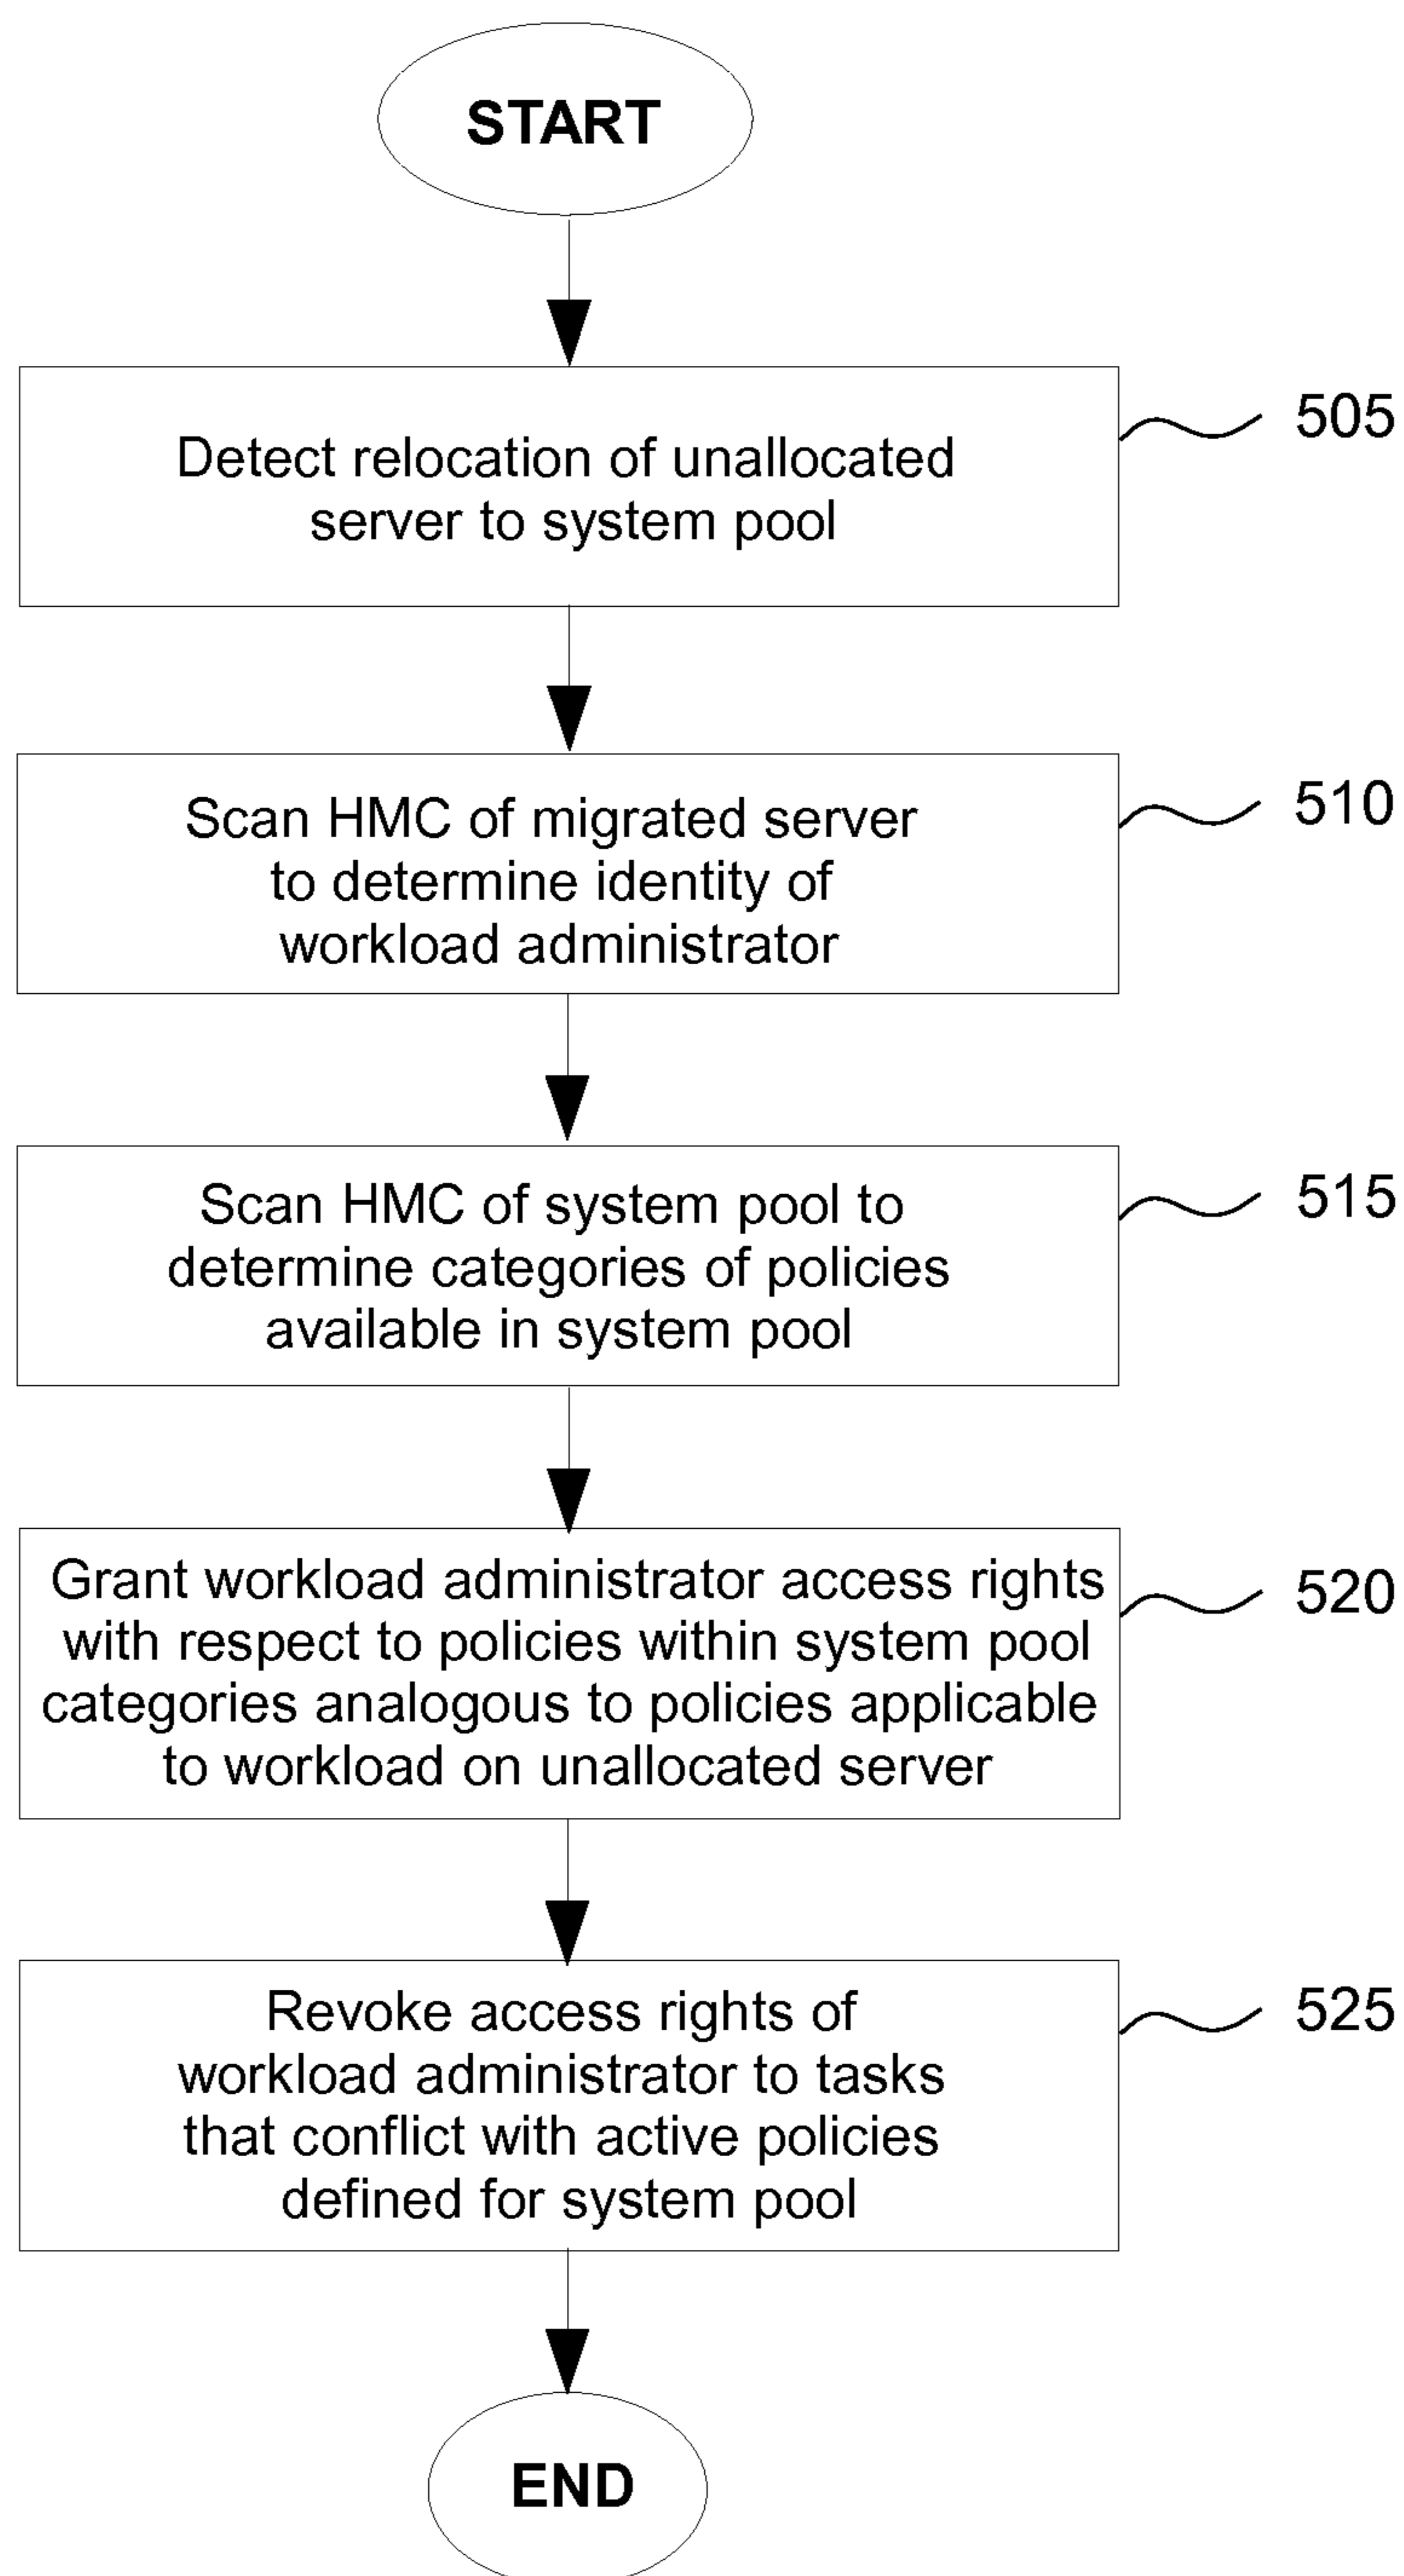 START
Detect relocation of unallocated
server to system pool
505
Scan HMC of migrated server
to determine identity of
workload administrator
510
Scan HMC of system pool to
determine categories of policies
available in system pool
515
Grant workload administrator access rights
with respect to policies within system pool
categories analogous to policies applicable
to workload on unallocated server
520
Revoke access rights of
workload administrator to tasks
that conflict with active policies
defined for system pool
525
END